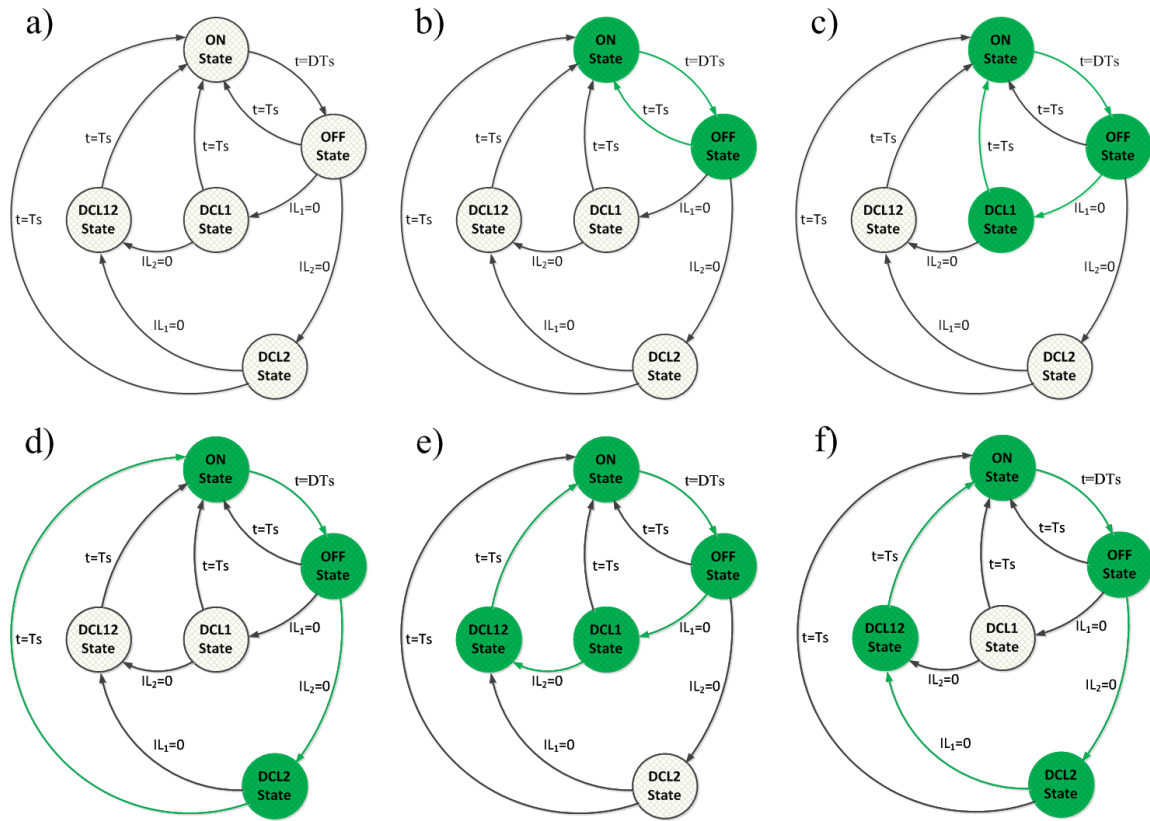 a)
ON
State
t=DTs
OFF
State
t=Ts
t=Ts
t=Ts
DCL12
State
DCL1
State
IL₁=0
t=Ts
IL₂=0
IL₂=0
IL₁=0
DCL2
State
b)
ON
State
t=DTs
OFF
State
t=Ts
t=Ts
t=Ts
DCL12
State
DCL1
State
IL₁=0
t=Ts
IL₂=0
IL₂=0
IL₁=0
DCL2
State
c)
ON
State
t=DTs
OFF
State
t=Ts
t=Ts
t=Ts
DCL12
State
DCL1
State
IL₁=0
t=Ts
IL₂=0
IL₂=0
IL₁=0
DCL2
State
d)
ON
State
t=DTs
OFF
State
t=Ts
t=Ts
t=Ts
DCL12
State
DCL1
State
IL₁=0
t=Ts
IL₂=0
IL₂=0
IL₁=0
DCL2
State
e)
ON
State
t=DTs
OFF
State
t=Ts
t=Ts
t=Ts
DCL12
State
DCL1
State
IL₁=0
t=Ts
IL₂=0
IL₂=0
IL₁=0
DCL2
State
f)
ON
State
t=DTs
OFF
State
t=Ts
t=Ts
t=Ts
DCL12
State
DCL1
State
IL₁=0
t=Ts
IL₂=0
IL₂=0
IL₁=0
DCL2
State